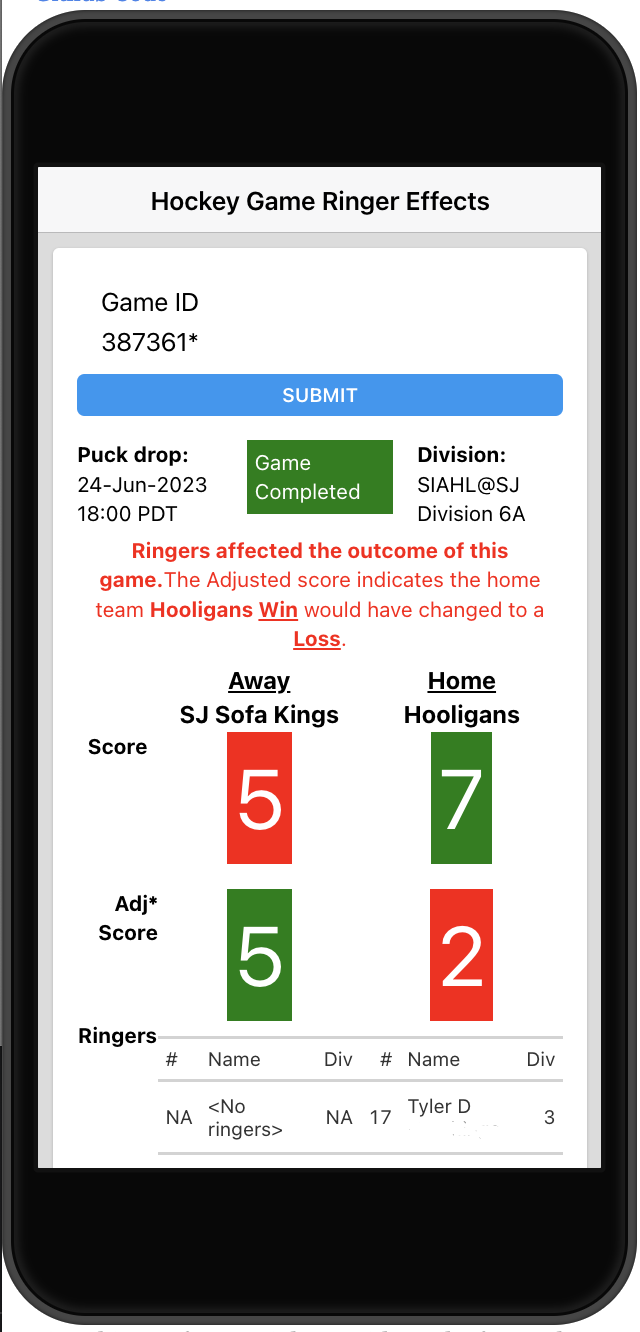 Hockey Game Ringer Effects
Game ID
387361*
SUBMIT
Puck drop:
24-Jun-2023
18:00 PDT
Game
Completed
Division:
SIAHL@SJ
Division 6A
Ringers affected the outcome of this
game.The Adjusted score indicates the home
team Hooligans Win would have changed to a
Loss.
Away Home
SJ Sofa Kings Hooligans
Score 5 7
Adj*
Score 5 2
Ringers
# Name Div # Name Div
NA <No
ringers> NA 17 Tyler D 3